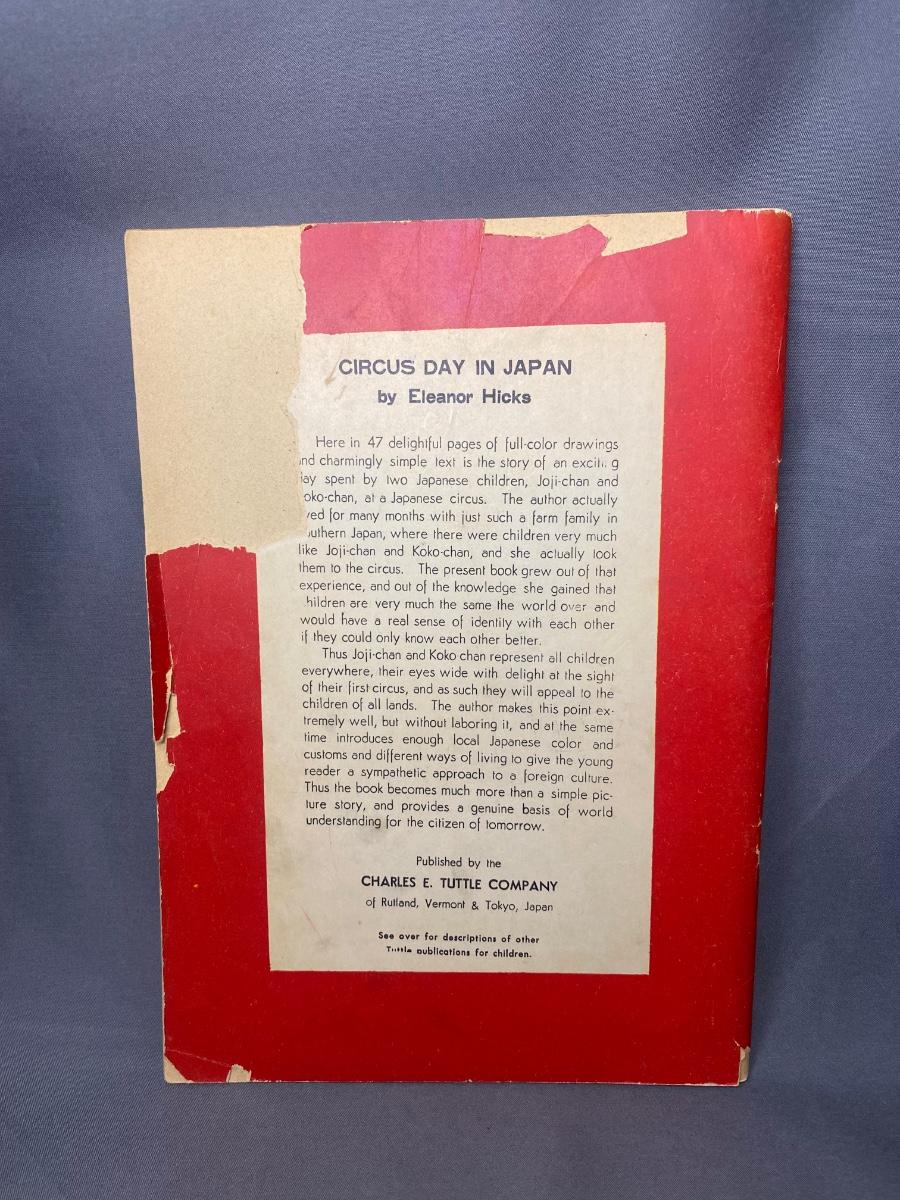 CIRCUS DAY IN JAPAN
by Eleanor Hicks
Here in 47 delightful pages of full-color drawings
nd charmingly simple text is the story of an exciti g
lay spent by two Japanese children, Joji-chan and
oko-chan, at a Japanese circus. The author actually
ved for many months with just such a farm family in
outhern Japan, where there were children very much
like Joji-chan and Koko-chan, and she actually took
them to the circus. The present book grew out of that
experience, and out of the knowledge she gained that
hildren are very much the same the world over and
would have a real sense of identity with each other
if they could only know each other better.
Thus Joji-chan and Koko-chan represent all children
everywhere, their eyes wide with delight at the sight
of their first circus, and as such they will appeal to the
children of all lands. The author makes this point ex-
tremely well, but without laboring it, and at the same
time introduces enough local Japanese color and
customs and different ways of living to give the young
reader a sympathetic approach to a foreign culture.
Thus the book becomes much more than a simple pic-
ture story, and provides a genuine basis of world
understanding for the citizen of tomorrow.
Published by the
CHARLES E. TUTTLE COMPANY
of Rutland, Vermont & Tokyo, Japan
See over for descriptions of other
Tuttle publications for children.